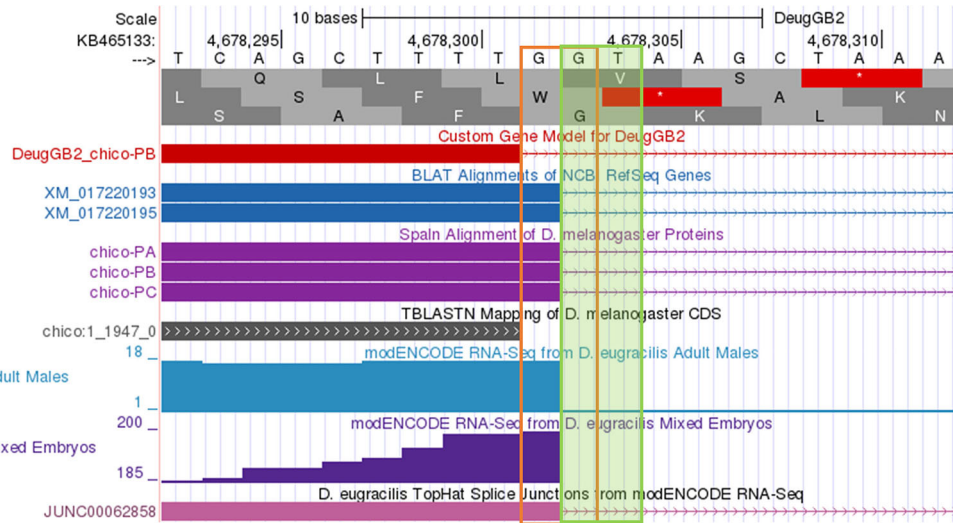 Scale 10 bases DeugGB2
KB465133: 4,678,295 4,678,300 4,678,305 4,678,310
---> T C A G C T T T T G G T A A G C T A A A
Q L L V S *
L S F W * A K
S A F G K L N
Custom Gene Model for DeugGB2
DeugGB2_chico-PB
BLAT Alignments of NCBI RefSeq Genes
XM_017220193
XM_017220195
Spaln Alignment of D. melanogaster Proteins
chico-PA
chico-PB
chico-PC
TBLASTN Mapping of D. melanogaster CDS
chico:1_1947_0
modENCODE RNA-Seq from D. eugracilis Adult Males
18
dult Males
1
modENCODE RNA-Seq from D. eugracilis Mixed Embryos
200
xed Embryos
185
D. eugracilis TopHat Splice Junctions from modENCODE RNA-Seq
JUNC00062858